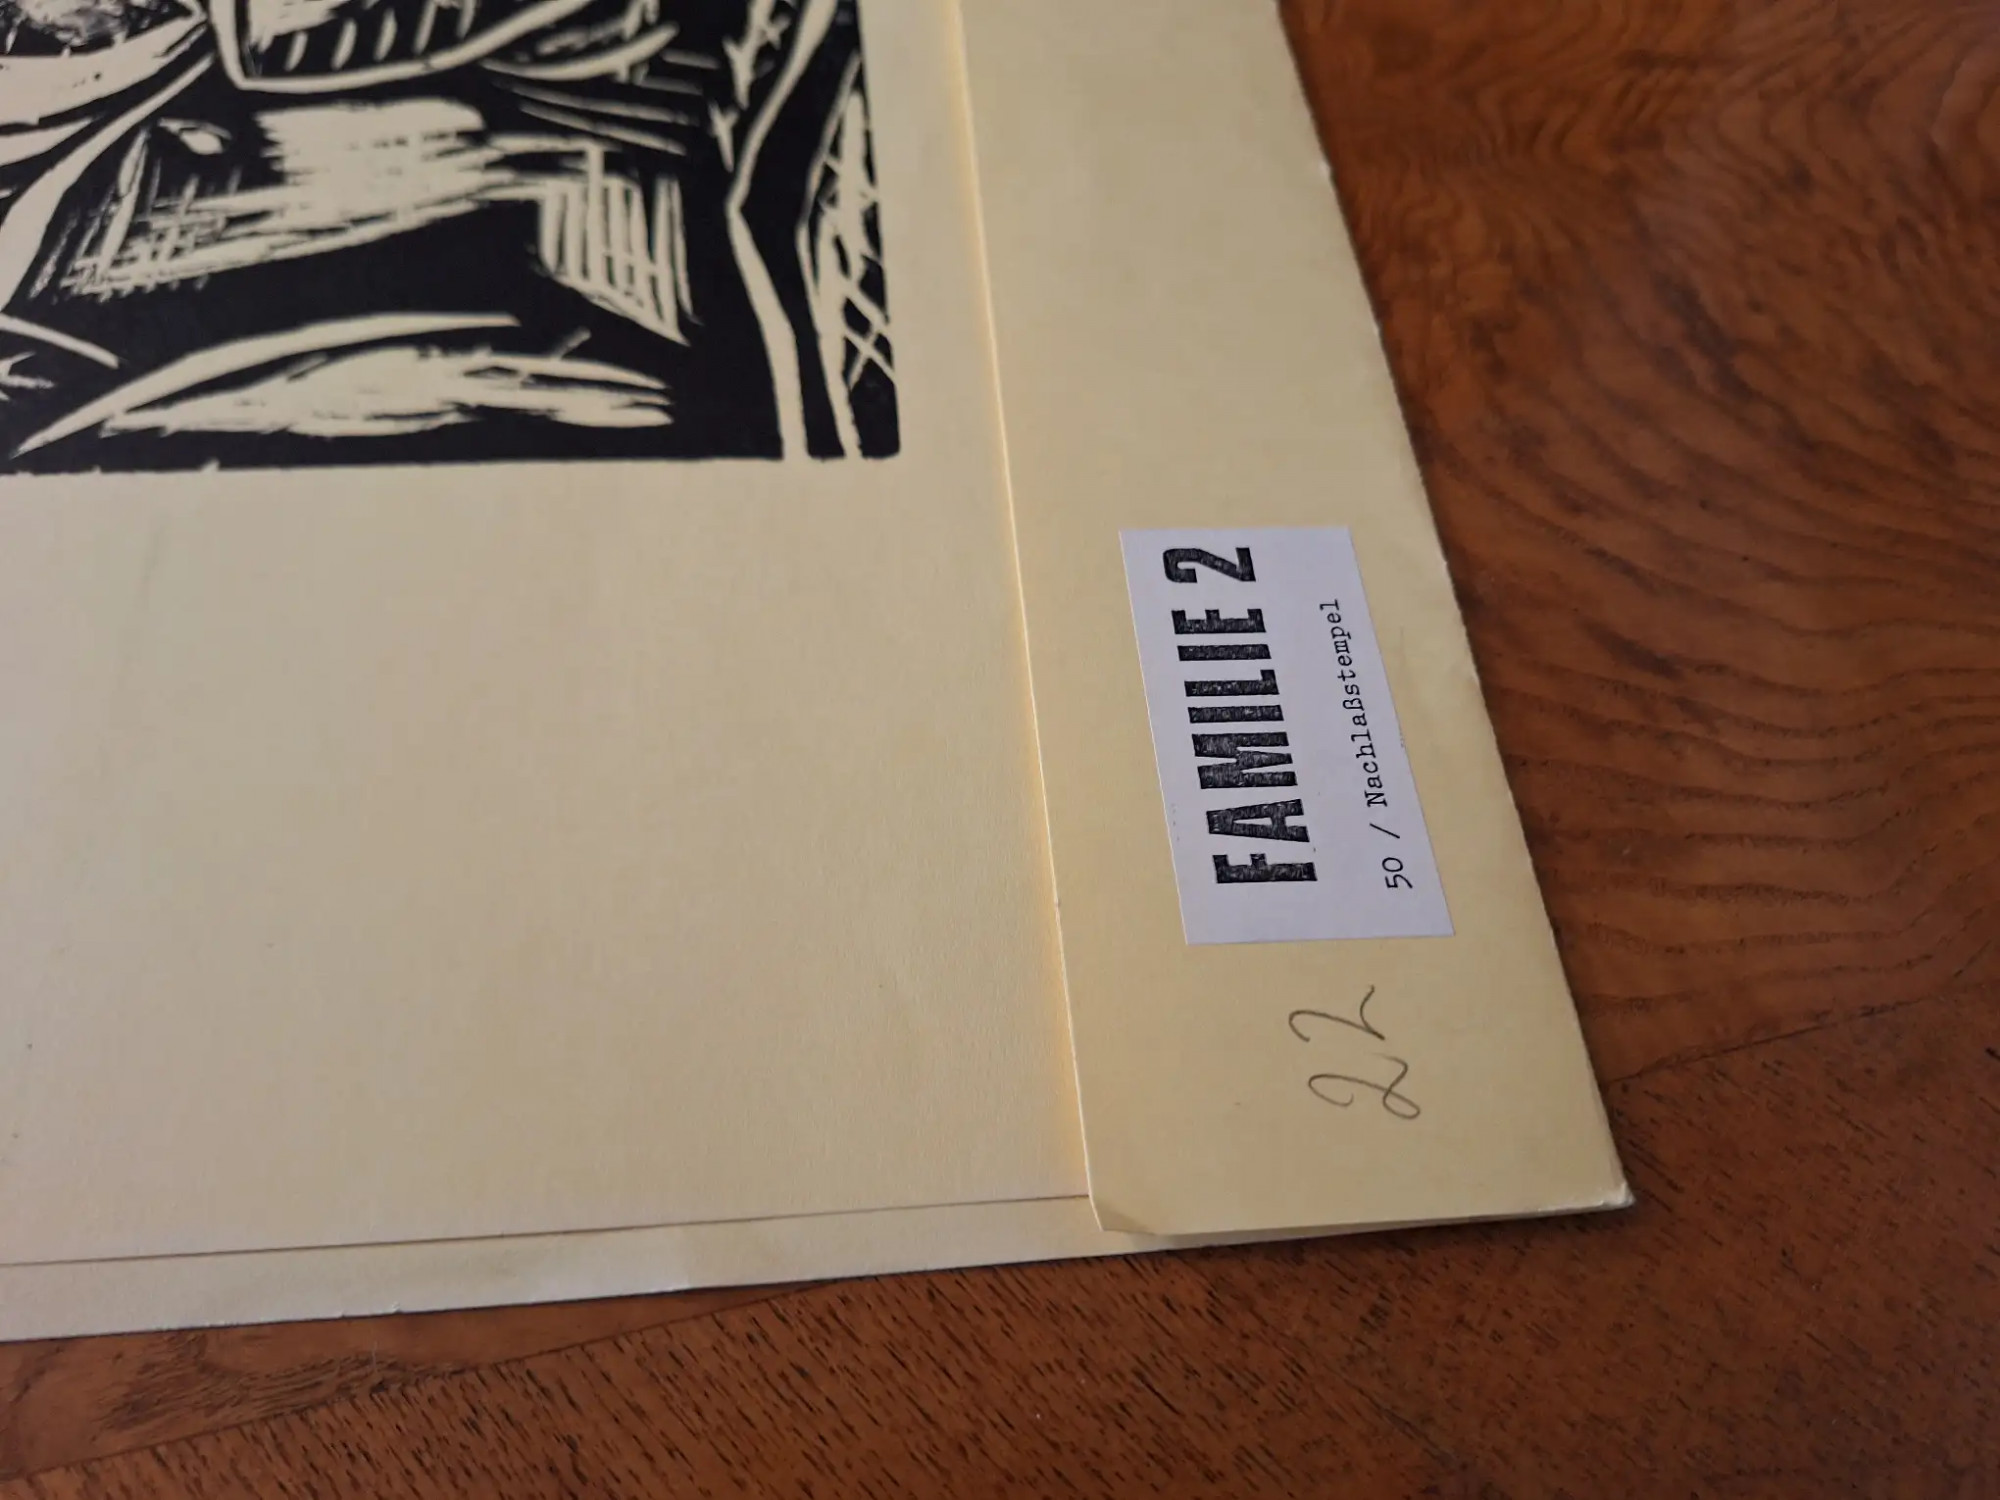 FAMILIE 2
50 / Nachlaßstempel
22